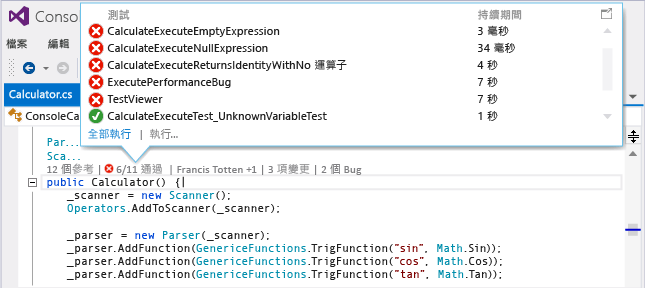 Conso
測試 持續期間
CalculateExecuteEmptyExpression 3 毫秒
CalculateExecuteNullExpression 34 毫秒
檔案 編輯
CalculateExecuteReturnsIdentityWithNo 運算子 4 秒
ExecutePerformanceBug 7 秒
Calculator.cs
TestViewer 7 秒
ConsoleCa
CalculateExecuteTest_UnknownVariableTest 1 秒
全部執行 | 執行...
Par...
Sca...
12 個參考 | 6/11 通過 | Francis Totten +1 | 3 項變更 | 2 個 Bug
public Calculator() {
_scanner = new Scanner();
Operators.AddToScanner(_scanner);
_parser = new Parser(_scanner);
_parser.AddFunction(GenericeFunctions.TrigFunction("sin", Math.Sin));
_parser.AddFunction(GenericeFunctions.TrigFunction("cos", Math.Cos));
_parser.AddFunction(GenericeFunctions.TrigFunction("tan", Math.Tan));